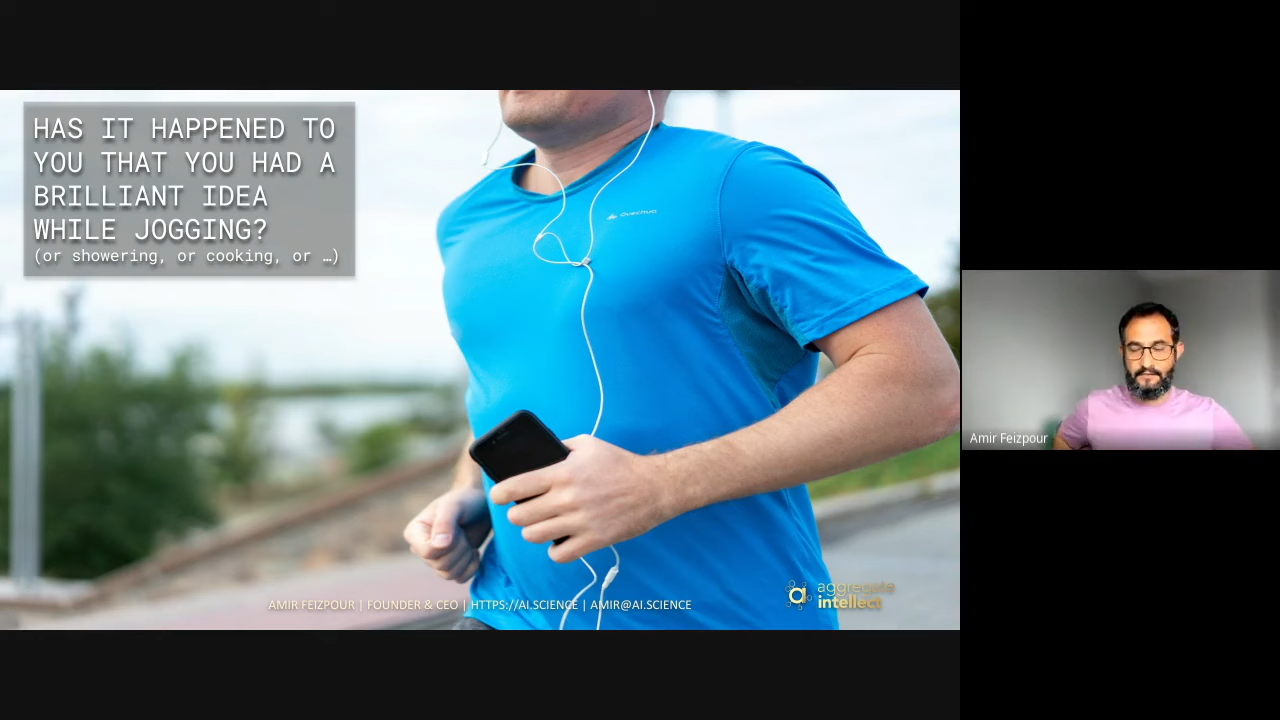 HAS IT HAPPENED TO
YOU THAT YOU HAD A
BRILLIANT IDEA
WHILE JOGGING?
(or showering, or cooking, or …)
Quechua
AMIR FEIZPOUR | FOUNDER & CEO | HTTPS://AI.SCIENCE | AMIR@AI.SCIENCE
a
aggregate
intellect
Amir Feizpour